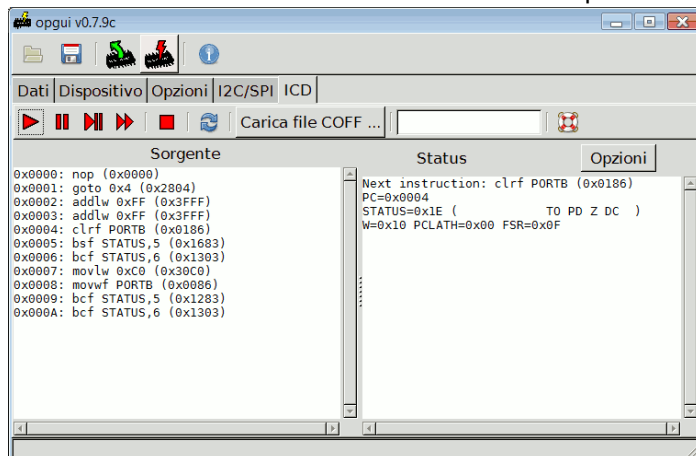 opgui v0.7.9c
Dati Dispositivo Opzioni I2C/SPI ICD
Carica file COFF ...
Sorgente
0x0000: nop (0x0000)
0x0001: goto 0x4 (0x2804)
0x0002: addlw 0xFF (0x3FFF)
0x0003: addlw 0xFF (0x3FFF)
0x0004: clrf PORTB (0x0186)
0x0005: bsf STATUS,5 (0x1683)
0x0006: bcf STATUS,6 (0x1303)
0x0007: movlw 0xC0 (0x30C0)
0x0008: movwf PORTB (0x0086)
0x0009: bcf STATUS,5 (0x1283)
0x000A: bcf STATUS,6 (0x1303)
Status
Opzioni
Next instruction: clrf PORTB (0x0186)
PC=0x0004
STATUS=0x1E ( TO PD Z DC )
W=0x10 PCLATH=0x00 FSR=0x0F